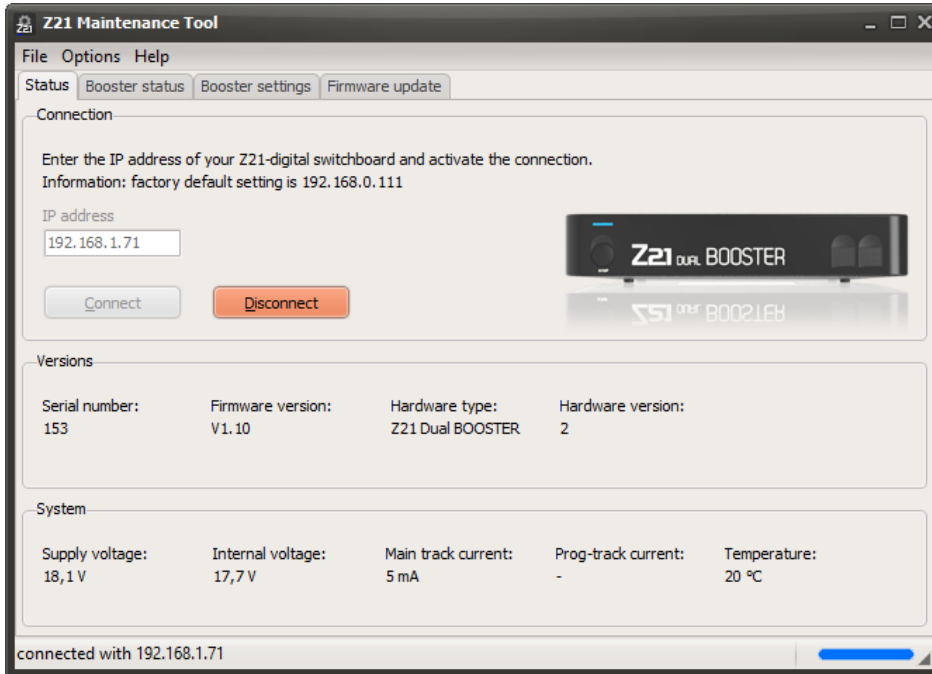 Z21 Maintenance Tool
File Options Help
Status Booster status Booster settings Firmware update
Connection
Enter the IP address of your Z21-digital switchboard and activate the connection.
Information: factory default setting is 192.168.0.111
IP address
192.168.1.71
Z21 DUAL BOOSTER
Connect Disconnect
Versions
Serial number: Firmware version: Hardware type: Hardware version:
153 V1.10 Z21 Dual BOOSTER 2
System
Supply voltage: Internal voltage: Main track current: Prog-track current: Temperature:
18,1 V 17,7 V 5 mA - 20 °C
connected with 192.168.1.71